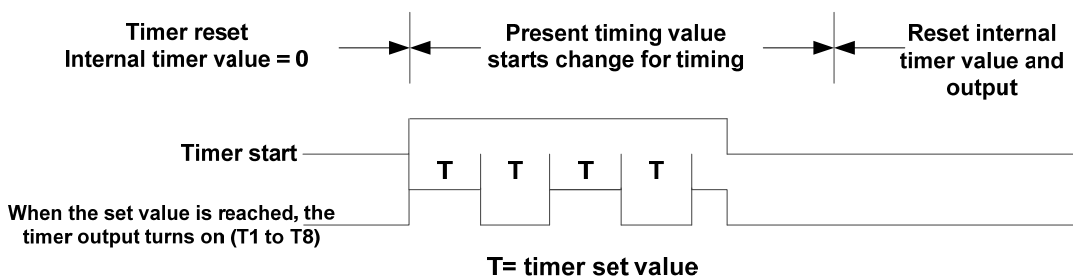 Timer reset
Internal timer value = 0
Present timing value
starts change for timing
Reset internal
timer value and
output
Timer start
T T T T
When the set value is reached, the
timer output turns on (T1 to T8)
T= timer set value